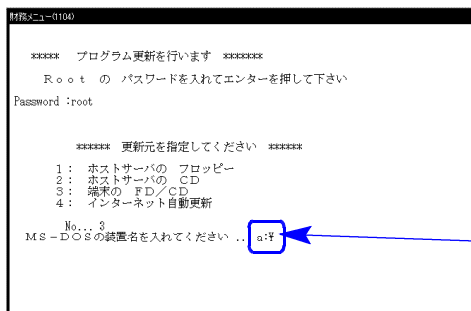 財務メニュー(1104)
***** プログラム更新を行います *******
Ｒｏｏｔ の パスワードを入れてエンターを押して下さい
Password :root
****** 更新元を指定してください ******
1： ホストサーバの フロッピー
2： ホストサーバの ＣＤ
3： 端末の ＦＤ／ＣＤ
4： インターネット自動更新
No... 3
ＭＳ－ＤＯＳの装置名を入れてください .. a:¥